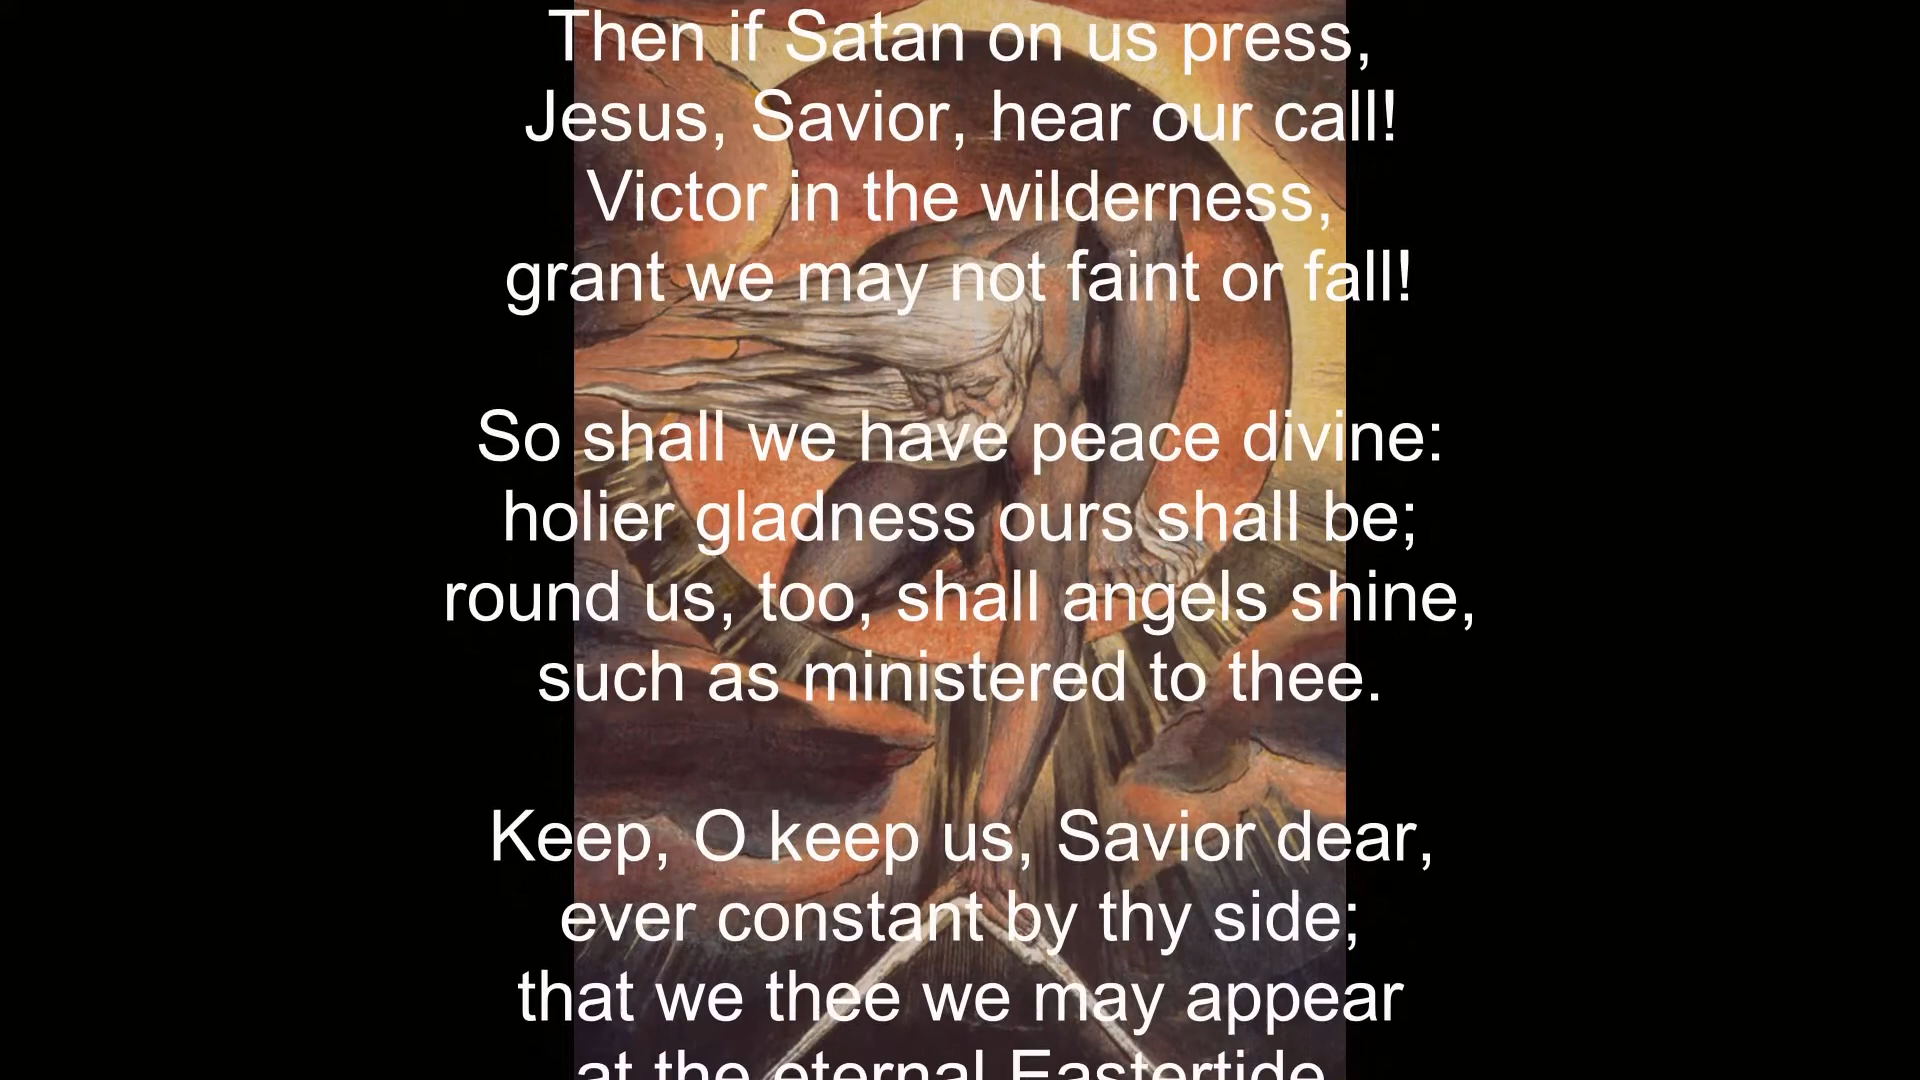 Then if Satan on us press,
Jesus, Savior, hear our call!
Victor in the wilderness,
grant we may not faint or fall!
So shall we have peace divine:
holier gladness ours shall be;
round us, too, shall angels shine,
such as ministered to thee.
Keep, O keep us, Savior dear,
ever constant by thy side;
that we thee we may appear
at the eternal Eastertide